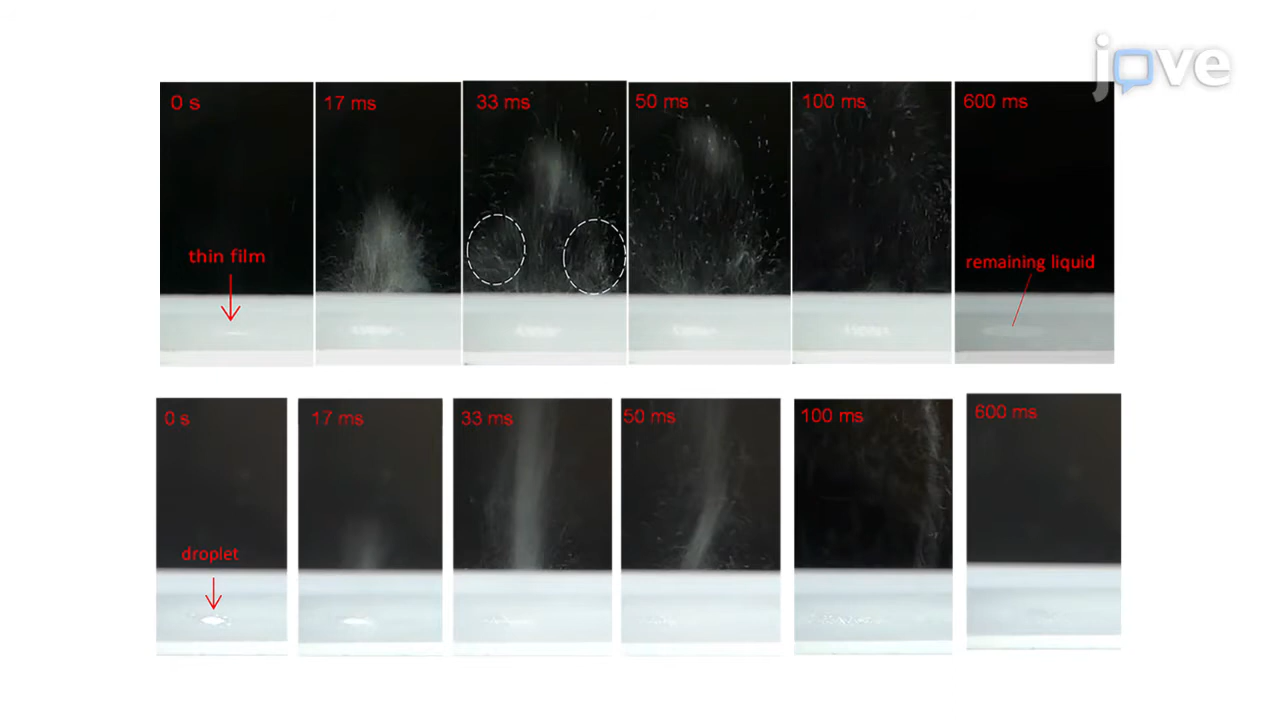 jove
0 s
17 ms
33 ms
50 ms
100 ms
600 ms
thin film
remaining liquid
0 s
17 ms
33 ms
50 ms
100 ms
600 ms
droplet